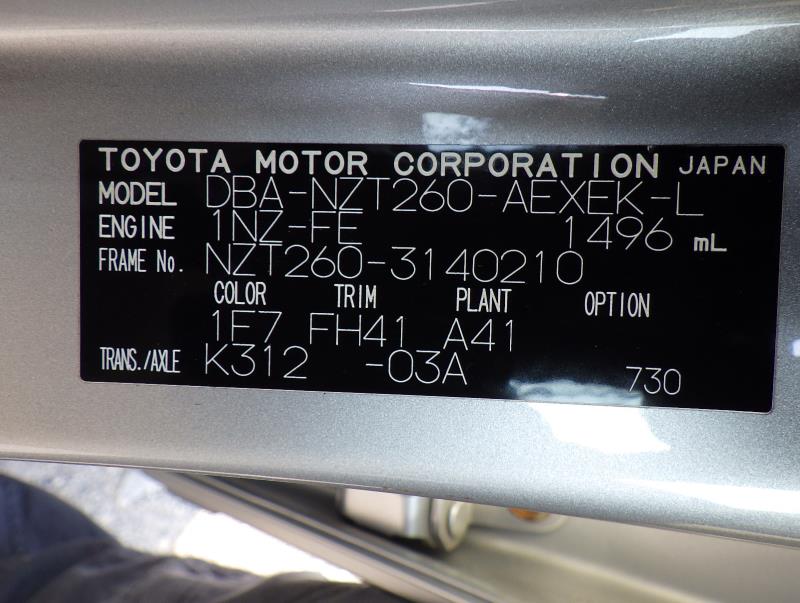 TOYOTA MOTOR CORPORATION JAPAN
MODEL DBA-NZT260-AEXEK-L
ENGINE 1NZ-FE 1496 mL
FRAME No. NZT260-3140210
COLOR TRIM PLANT OPTION
1F7 FH41 A41
TRANS./AXLE K312 -03A 730